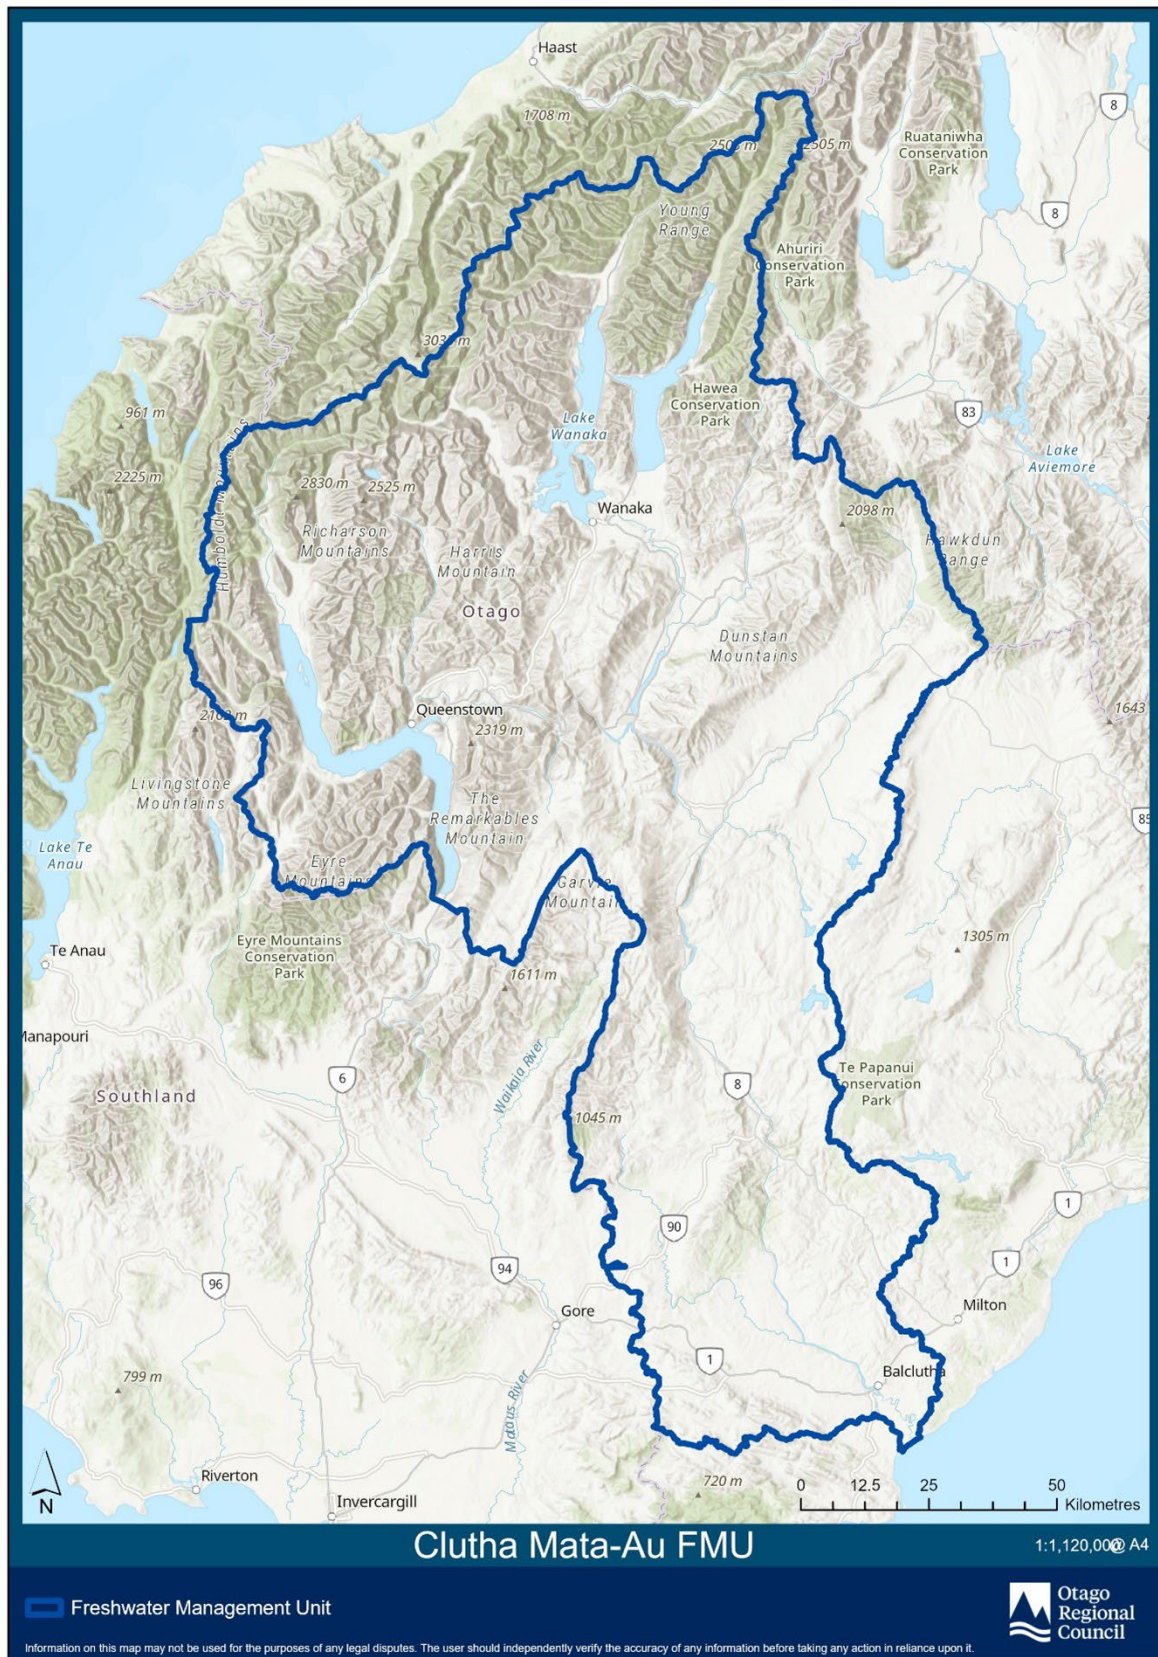 Haast
8
1708 m
2505 m
Ruataniwha
Conservation
Park
8
Young
Range
Ahuriri
Conservation
Park
3033 m
Hawea
Conservation
Park
961 m
Lake
Wanaka
83
Lake
Aviemore
2225 m
2830 m
2525 m
Wanaka
2098 m
Humboldt Mountains
Richarson
Mountains
Harris
Mountain
Hawkdun
Range
Otago
Dunstan
Mountains
Queenstown
2319 m
1643
Livingstone
Mountains
The
Remarkables
Mountain
85
Lake Te
Anau
Eyre
Mountains
Garvie
Mountain
Te Anau
Eyre Mountains
Conservation
Park
1305 m
1611 m
Manapouri
Waikaia River
6
8
Te Papanui
Conservation
Park
Southland
1045 m
1
90
94
1
96
Gore
Milton
1
Balclutha
799 m
Riverton
Invercargill
720 m
N
0 12.5 25 50
Kilometres
Clutha Mata-Au FMU
1:1,120,000@ A4
Freshwater Management Unit
Otago
Regional
Council
Information on this map may not be used for the purposes of any legal disputes. The user should independently verify the accuracy of any information before taking any action in reliance upon it.